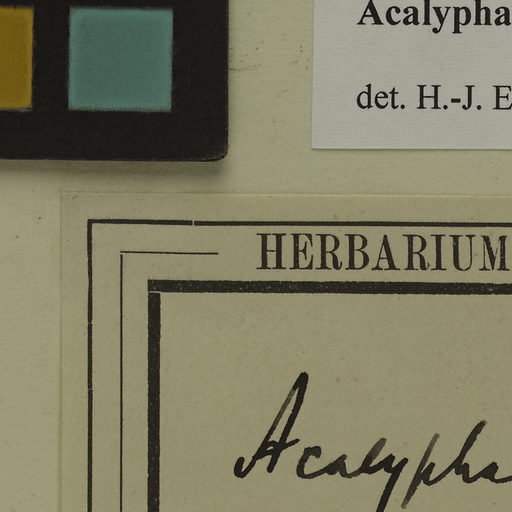 Acalypha
det. H.-J. E
HERBARIUM
Acalypha